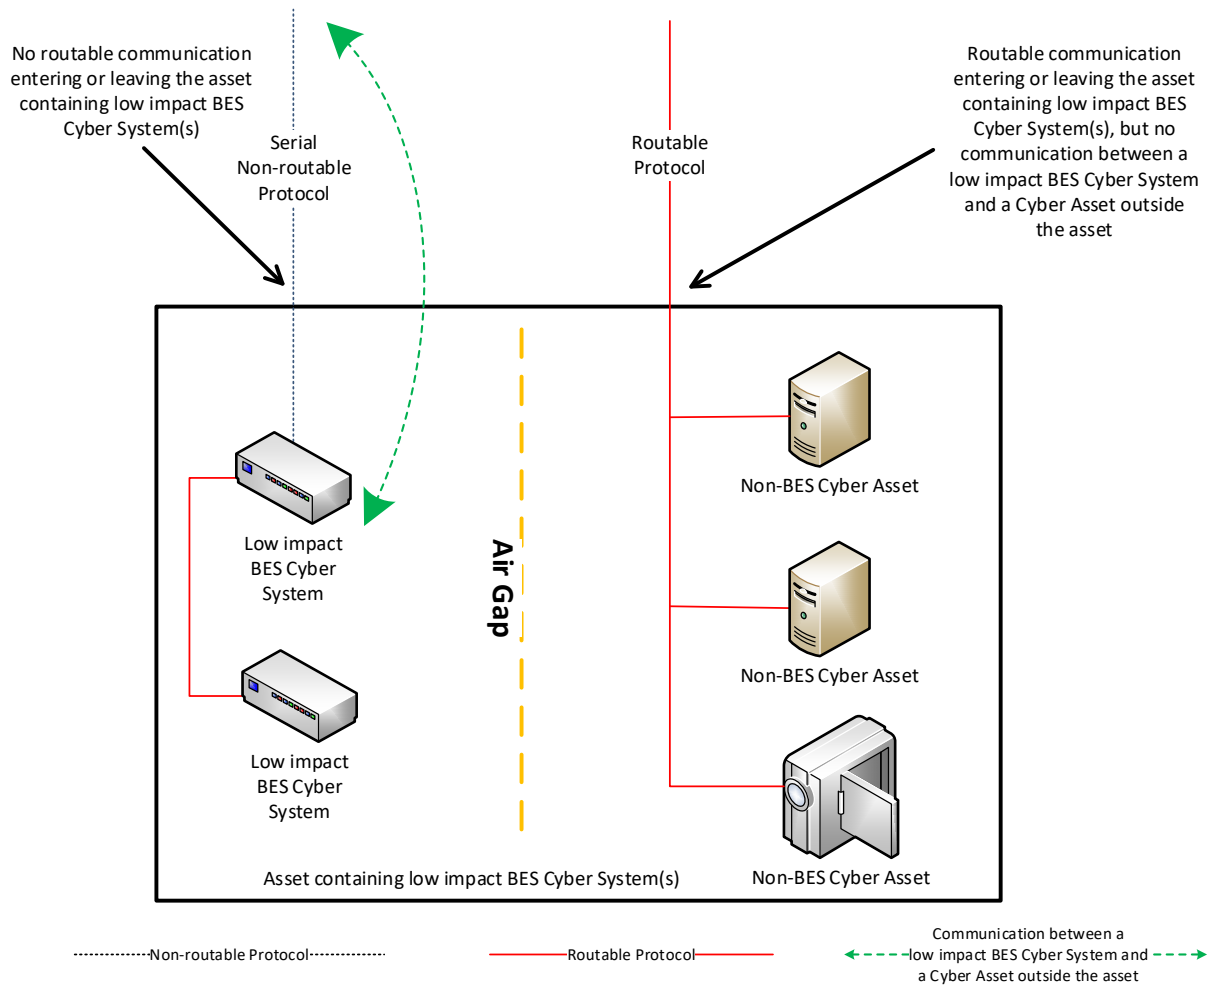 No routable communication
entering or leaving the asset
containing low impact BES
Cyber System(s)
Serial
Non-routable
Protocol
Routable
Protocol
Routable communication
entering or leaving the asset
containing low impact BES
Cyber System(s), but no
communication between a
low impact BES Cyber System
and a Cyber Asset outside
the asset
Low impact
BES Cyber
System
Low impact
BES Cyber
System
Air Gap
Non-BES Cyber Asset
Non-BES Cyber Asset
Non-BES Cyber Asset
Asset containing low impact BES Cyber System(s)
Non-routable Protocol
Routable Protocol
Communication between a
low impact BES Cyber System and
a Cyber Asset outside the asset